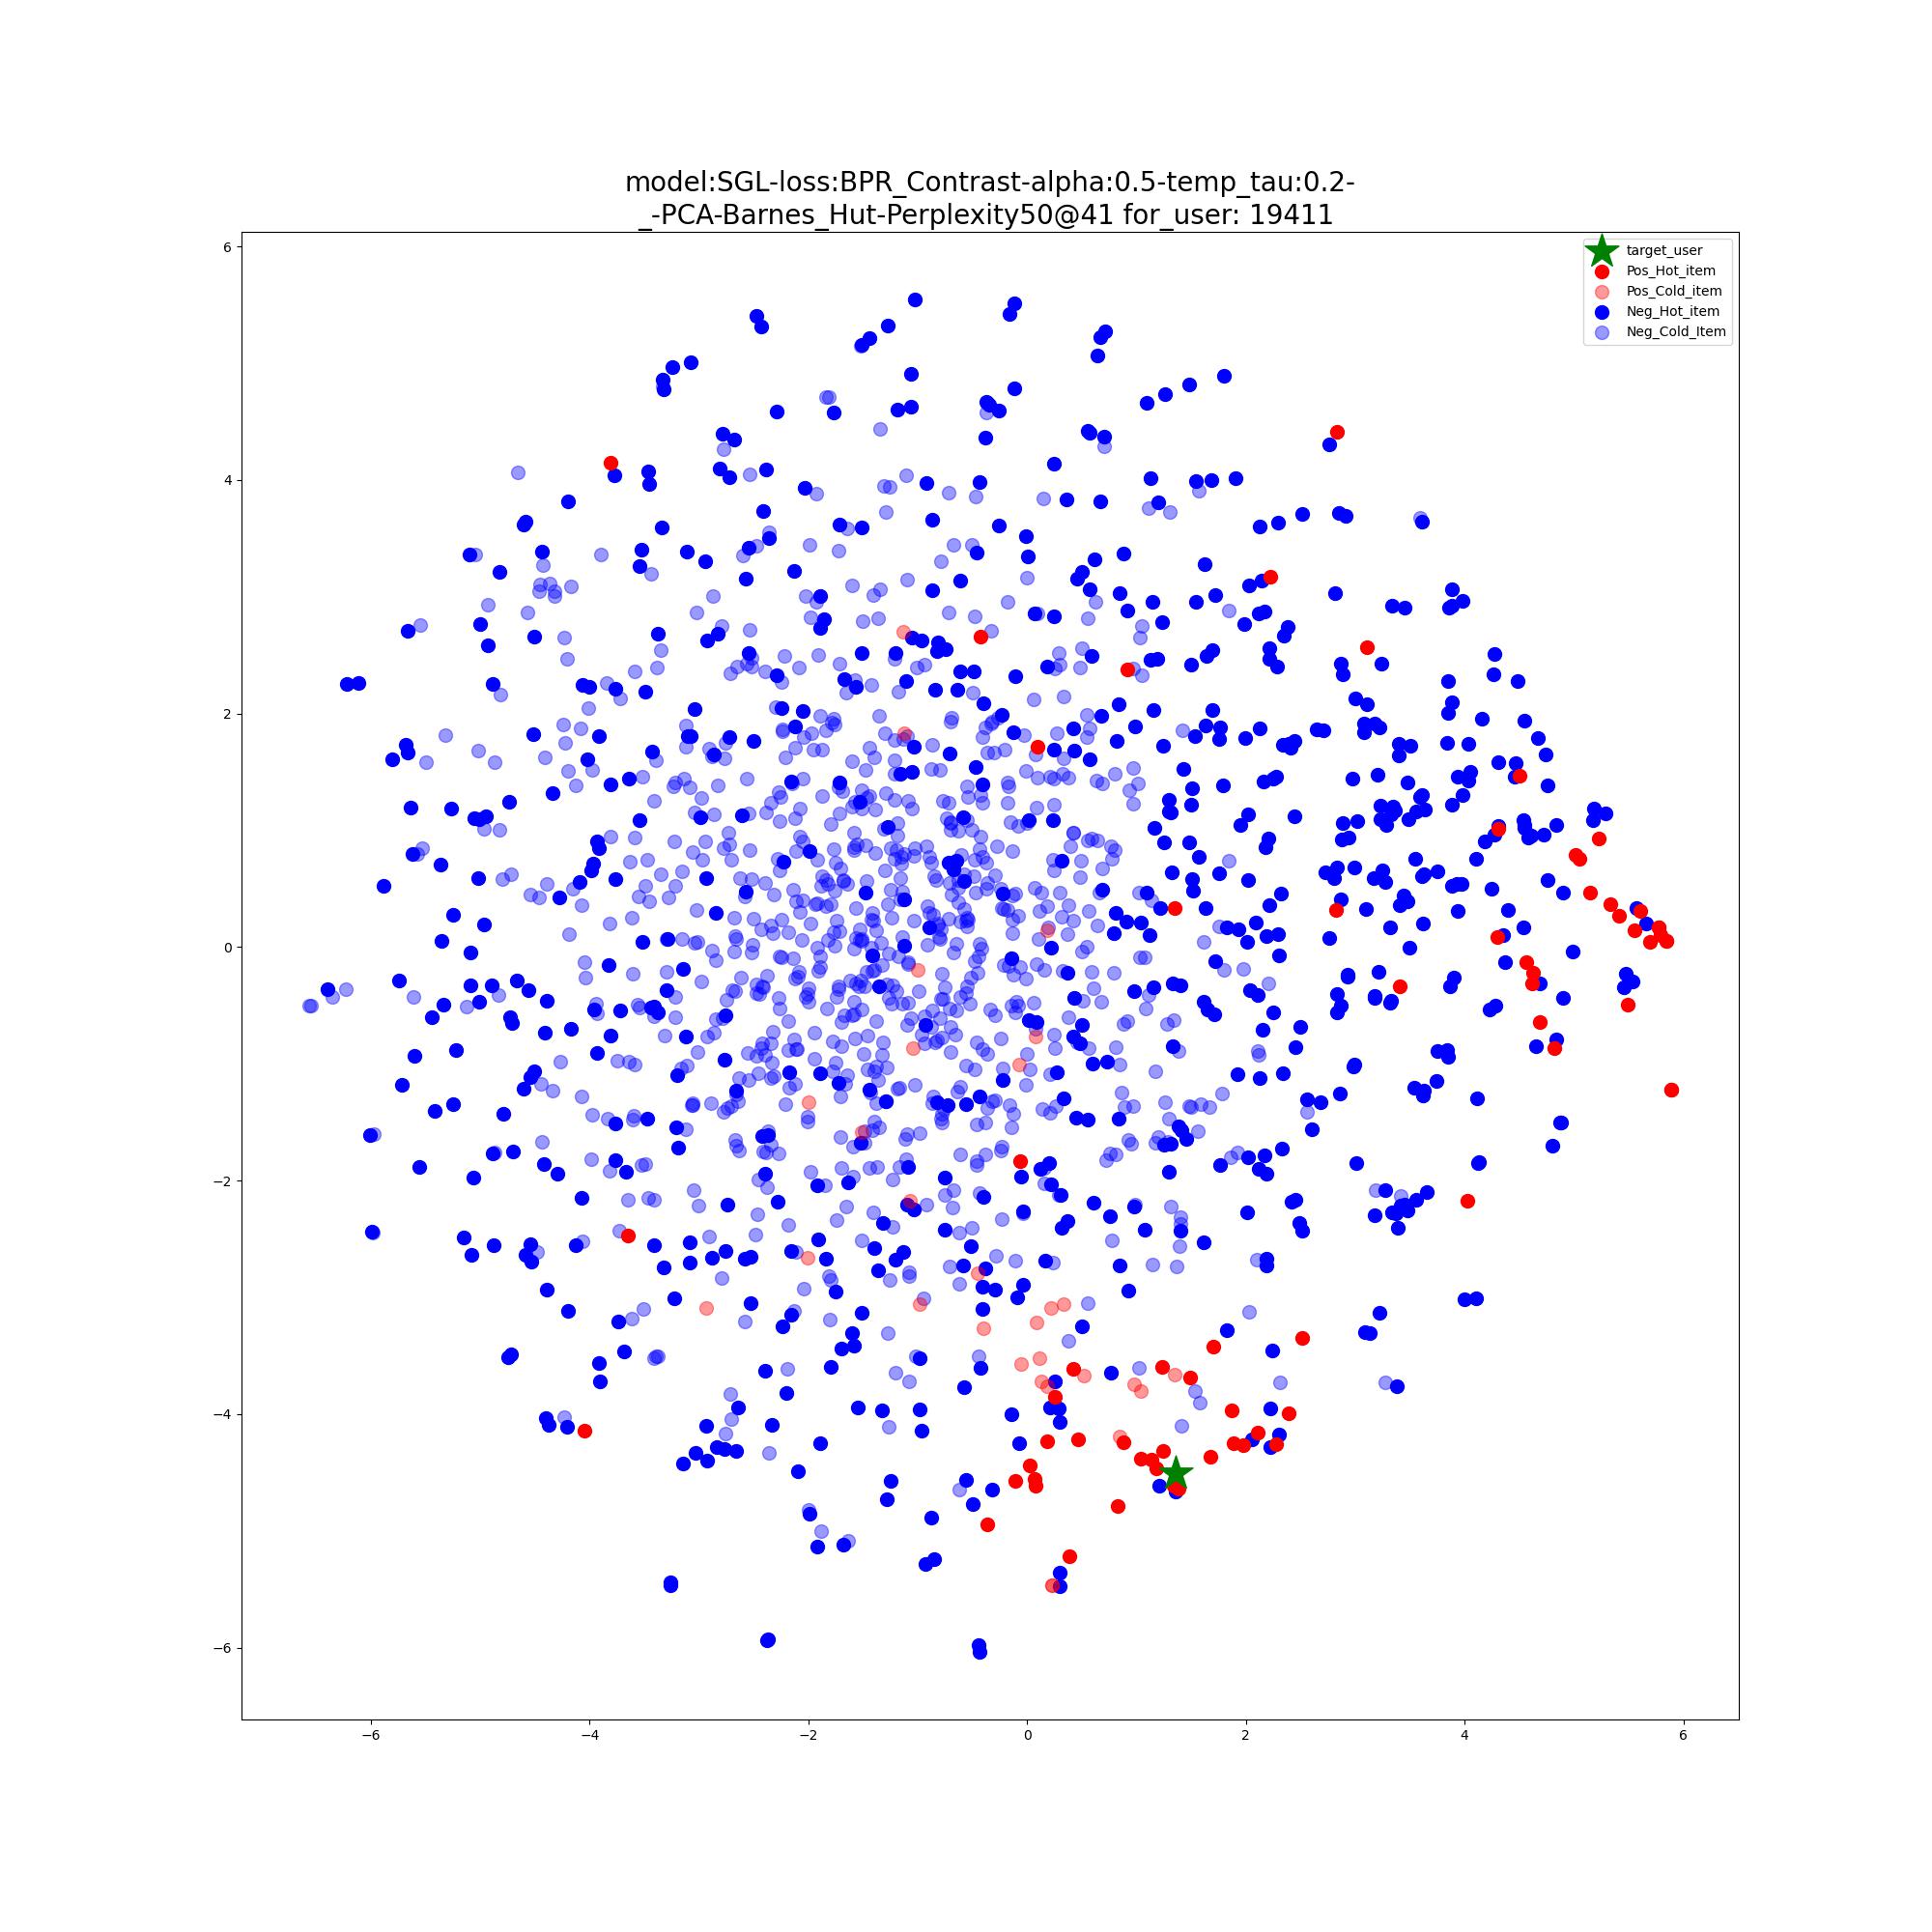 model:SGL-loss:BPR_Contrast-alpha:0.5-temp_tau:0.2-
_-PCA-Barnes_Hut-Perplexity50@41 for_user: 19411
target_user
Pos_Hot_item
Pos_Cold_item
Neg_Hot_item
Neg_Cold_Item
6
4
2
0
−2
−4
−6
−6 −4 −2 0 2 4 6